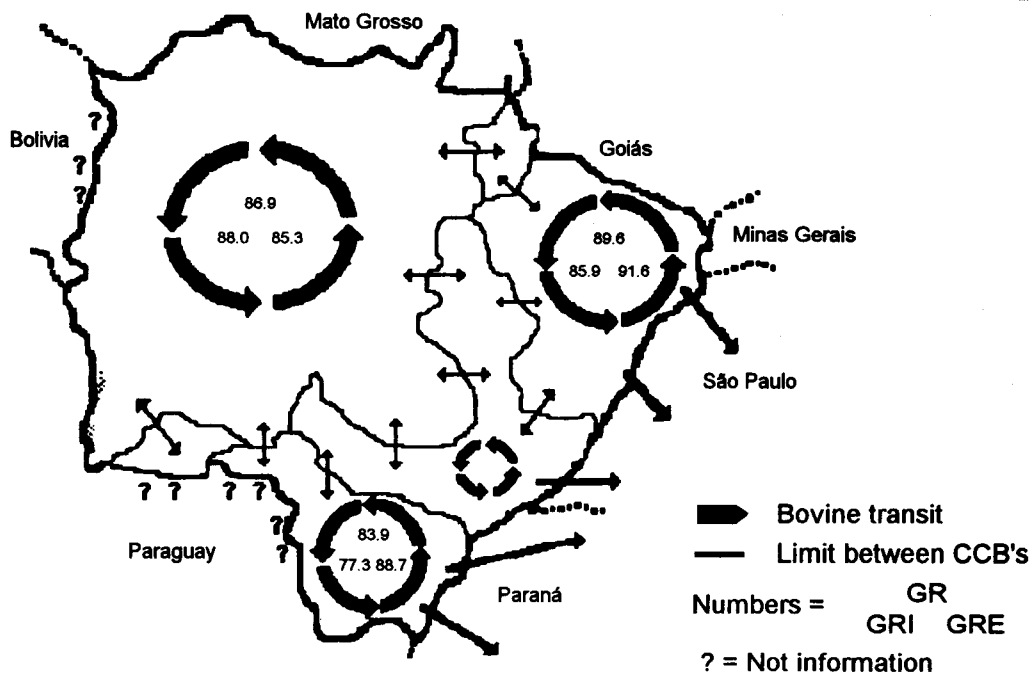 Mato Grosso
Bolivia
?
?
?
Goiás
86.9
88.0 85.3
89.6
85.9 91.6
Minas Gerais
São Paulo
? ? ? ?
?
?
Paraguay
83.9
77.3 88.7
Paraná
Bovine transit
Limit between CCB's
Numbers = GR
GRI GRE
? = Not information